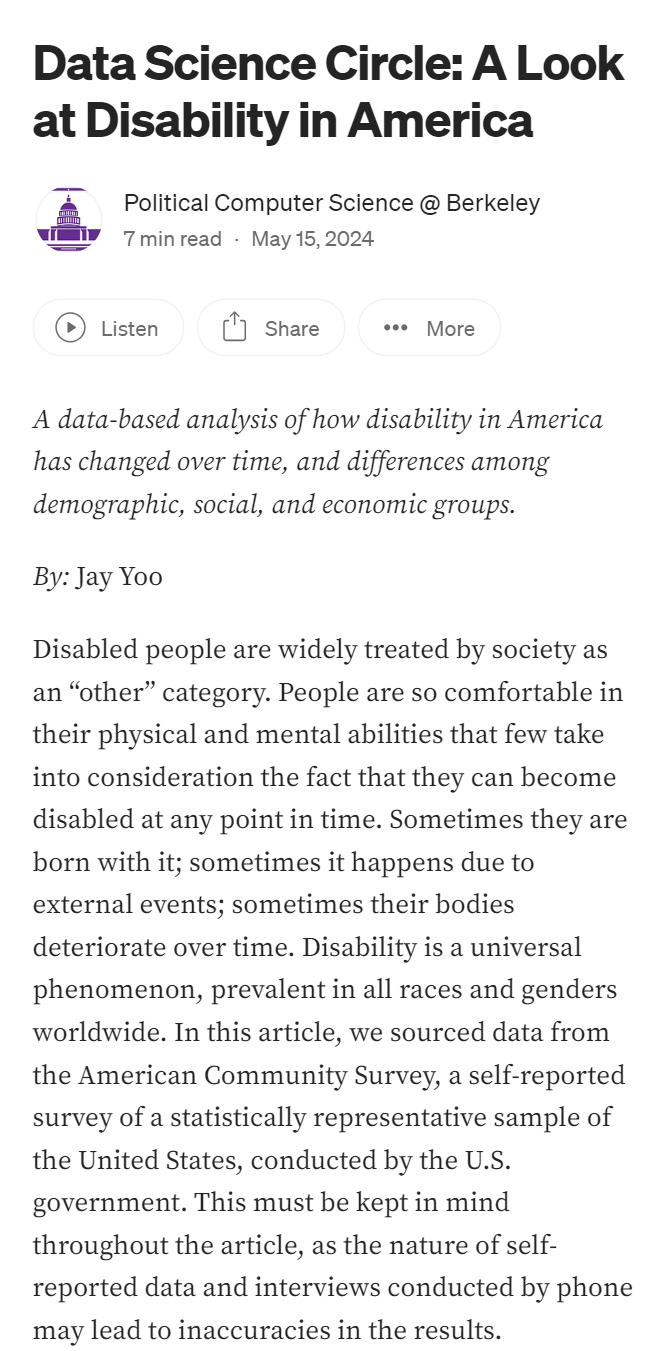 Data Science Circle: A Look
at Disability in America
Political Computer Science @ Berkeley
7 min read · May 15, 2024
Listen
Share
More
A data-based analysis of how disability in America
has changed over time, and differences among
demographic, social, and economic groups.
By: Jay Yoo
Disabled people are widely treated by society as
an “other” category. People are so comfortable in
their physical and mental abilities that few take
into consideration the fact that they can become
disabled at any point in time. Sometimes they are
born with it; sometimes it happens due to
external events; sometimes their bodies
deteriorate over time. Disability is a universal
phenomenon, prevalent in all races and genders
worldwide. In this article, we sourced data from
the American Community Survey, a self-reported
survey of a statistically representative sample of
the United States, conducted by the U.S.
government. This must be kept in mind
throughout the article, as the nature of self-
reported data and interviews conducted by phone
may lead to inaccuracies in the results.